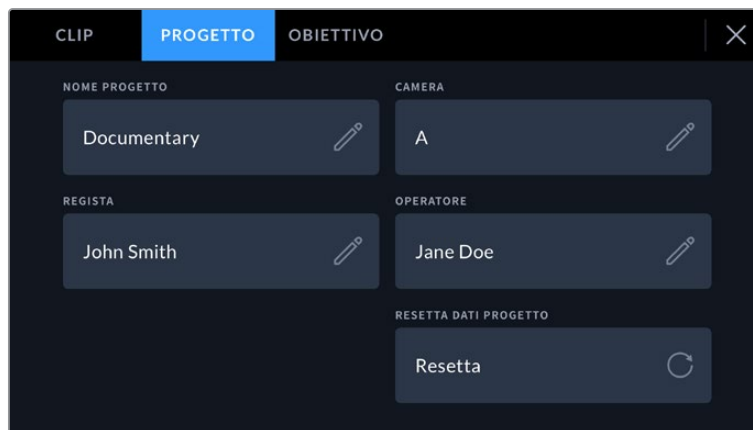 CLIP PROGETTO OBIETTIVO
NOME PROGETTO CAMERA
Documentary A
REGISTA OPERATORE
John Smith Jane Doe
RESETTA DATI PROGETTO
Resetta